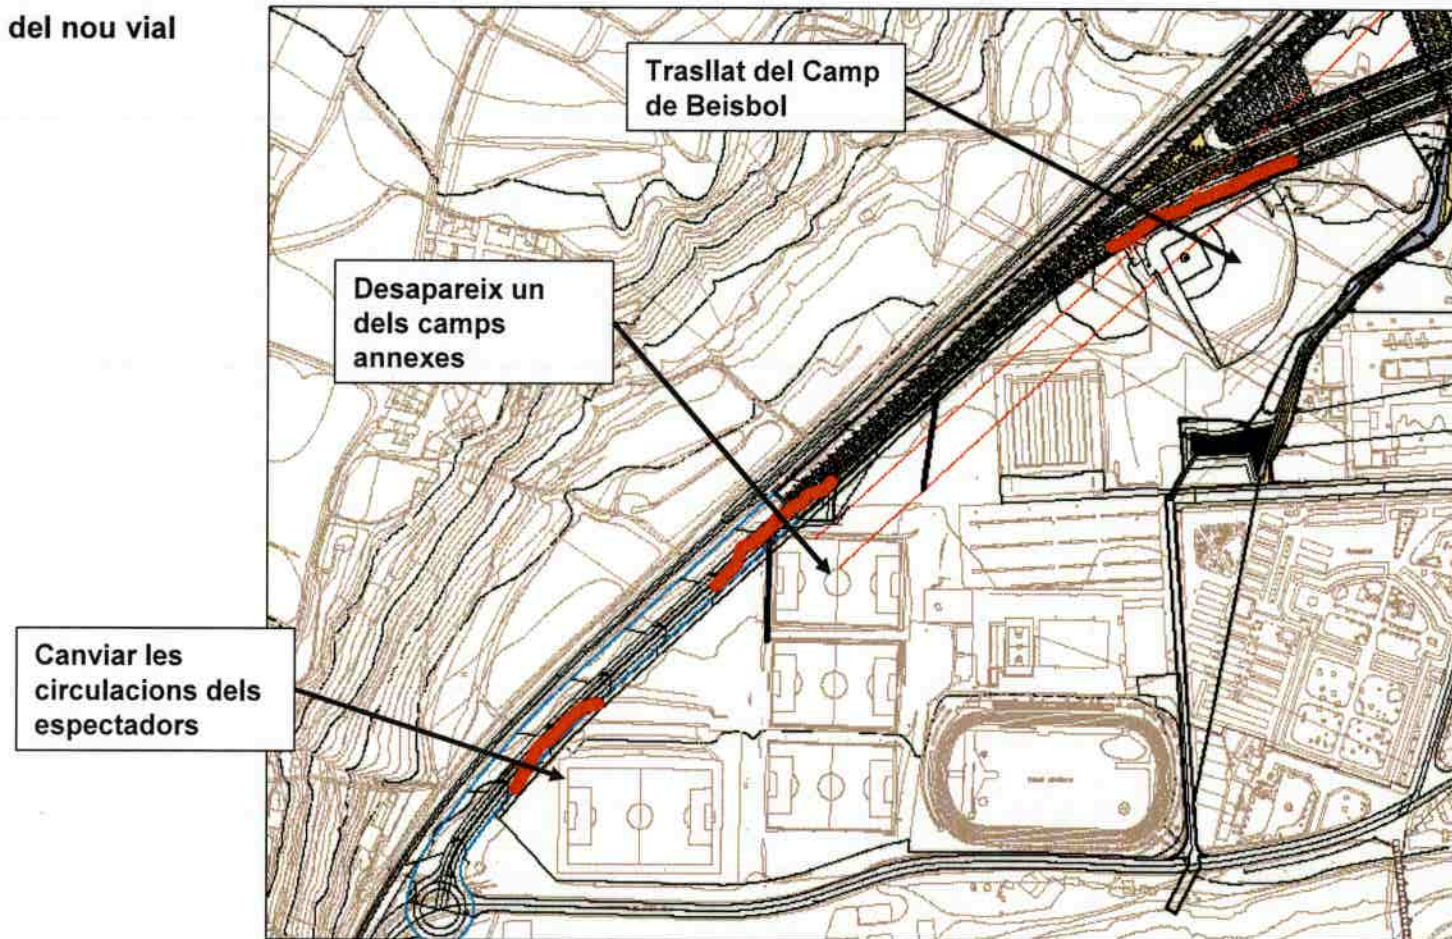 del nou vial
Trasllat del Camp
de Beisbol
Desapareix un
dels camps
annexes
Canviar les
circulacions dels
espectadors